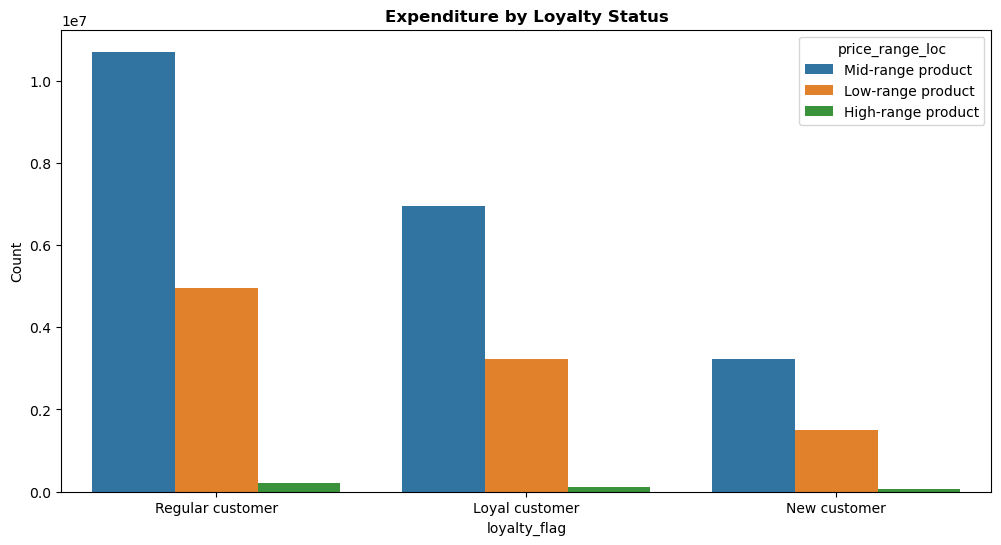 Expenditure by Loyalty Status
1e7
price_range_loc
Mid-range product
Low-range product
High-range product
1.0
0.8
0.6
0.4
0.2
0.0
Count
Regular customer
Loyal customer
New customer
loyalty_flag